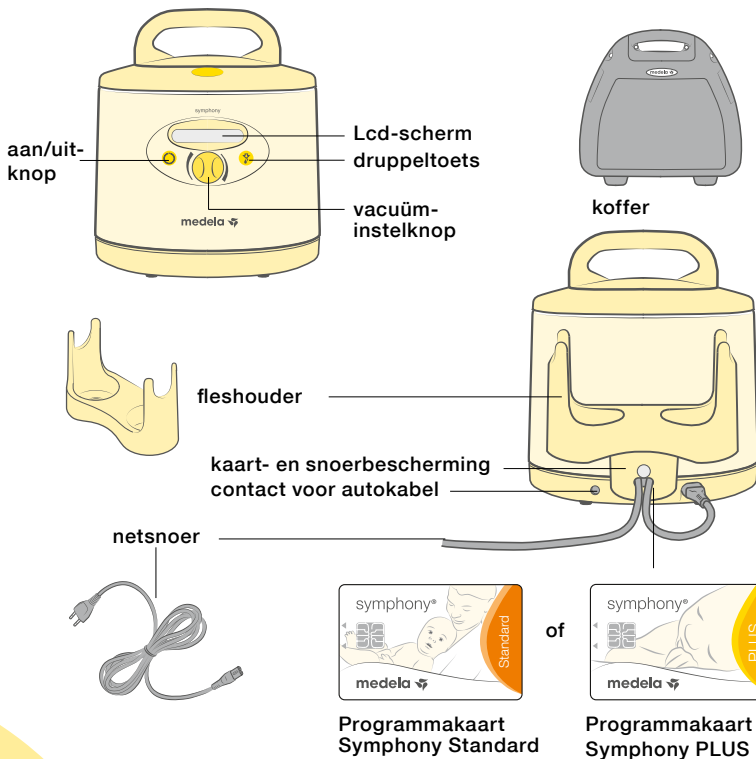 symphony
aan/uit-
knop
Lcd-scherm
druppeltoets
vacuüm-
instelknop
medela
medela
koffer
fleshouder
kaart- en snoerbescherming
contact voor autokabel
netsnoer
symphony®
Standard
medela
Programmakaart
Symphony Standard
of
symphony®
PLUS
medela
Programmakaart
Symphony PLUS